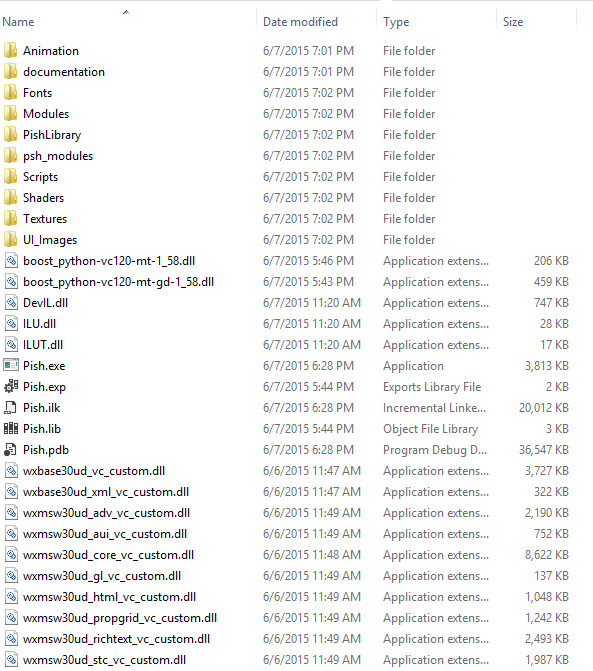 Name Date modified Type Size
Animation 6/7/2015 7:01 PM File folder
documentation 6/7/2015 7:01 PM File folder
Fonts 6/7/2015 7:02 PM File folder
Modules 6/7/2015 7:02 PM File folder
PishLibrary 6/7/2015 7:02 PM File folder
psh_modules 6/7/2015 7:02 PM File folder
Scripts 6/7/2015 7:02 PM File folder
Shaders 6/7/2015 7:02 PM File folder
Textures 6/7/2015 7:02 PM File folder
UI_Images 6/7/2015 7:02 PM File folder
boost_python-vc120-mt-1_58.dll 6/7/2015 5:46 PM Application extens... 206 KB
boost_python-vc120-mt-gd-1_58.dll 6/7/2015 5:43 PM Application extens... 459 KB
DevIL.dll 6/7/2015 11:20 AM Application extens... 747 KB
ILU.dll 6/7/2015 11:20 AM Application extens... 28 KB
ILUT.dll 6/7/2015 11:20 AM Application extens... 17 KB
Pish.exe 6/7/2015 6:28 PM Application 3,813 KB
Pish.exp 6/7/2015 5:44 PM Exports Library File 2 KB
Pish.ilk 6/7/2015 6:28 PM Incremental Linke... 20,012 KB
Pish.lib 6/7/2015 5:44 PM Object File Library 3 KB
Pish.pdb 6/7/2015 6:28 PM Program Debug D... 36,547 KB
wxbase30ud_vc_custom.dll 6/6/2015 11:47 AM Application extens... 3,727 KB
wxbase30ud_xml_vc_custom.dll 6/6/2015 11:47 AM Application extens... 322 KB
wxmsw30ud_adv_vc_custom.dll 6/6/2015 11:49 AM Application extens... 2,190 KB
wxmsw30ud_aui_vc_custom.dll 6/6/2015 11:49 AM Application extens... 752 KB
wxmsw30ud_core_vc_custom.dll 6/6/2015 11:48 AM Application extens... 8,622 KB
wxmsw30ud_gl_vc_custom.dll 6/6/2015 11:49 AM Application extens... 137 KB
wxmsw30ud_html_vc_custom.dll 6/6/2015 11:49 AM Application extens... 1,048 KB
wxmsw30ud_propgrid_vc_custom.dll 6/6/2015 11:49 AM Application extens... 1,242 KB
wxmsw30ud_richtext_vc_custom.dll 6/6/2015 11:49 AM Application extens... 2,493 KB
wxmsw30ud_stc_vc_custom.dll 6/6/2015 11:49 AM Application extens... 1,987 KB